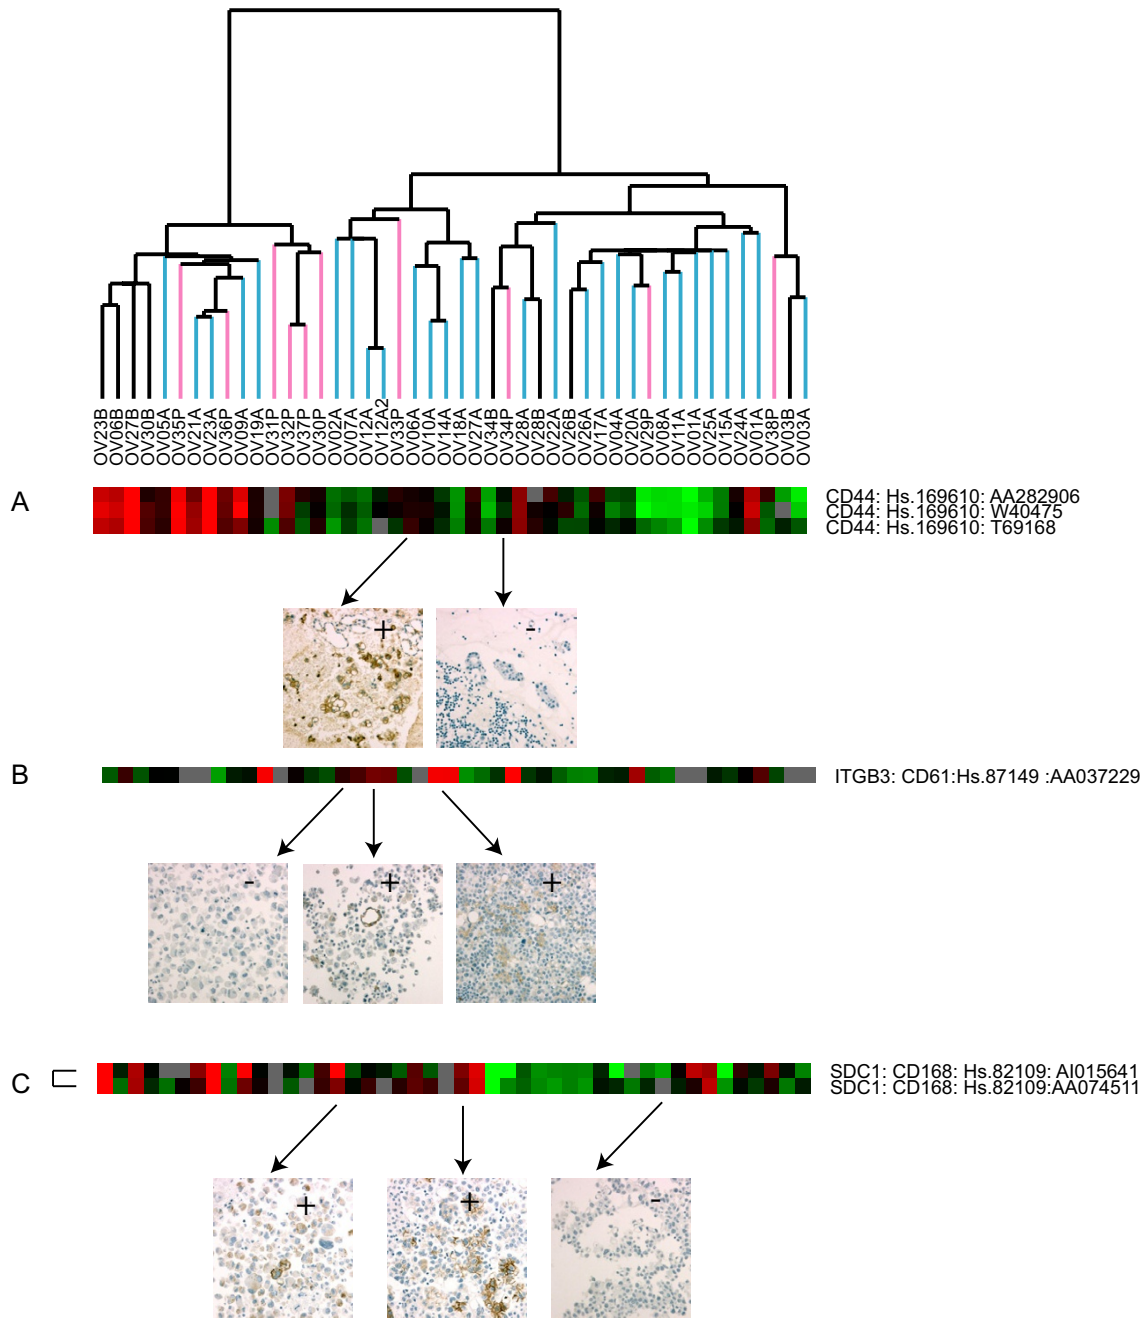 OV23B
OV06B
OV27B
OV30B
OV05A
OV35P
OV21A
OV23A
OV36P
OV09A
OV19A
OV31P
OV32P
OV37P
OV30P
OV02A
OV07A
OV12A
OV12A2
OV33P
OV06A
OV10A
OV14A
OV18A
OV27A
OV34B
OV34P
OV28A
OV28B
OV22A
OV26B
OV26A
OV17A
OV04A
OV20A
OV29P
OV08A
OV11A
OV01A
OV25A
OV15A
OV24A
OV01A
OV38P
OV03B
OV03A
A
CD44: Hs.169610: AA282906
CD44: Hs.169610: W40475
CD44: Hs.169610: T69168
+
-
B
ITGB3: CD61:Hs.87149 :AA037229
-
+
+
C
SDC1: CD168: Hs.82109: AI015641
SDC1: CD168: Hs.82109:AA074511
+
+
-